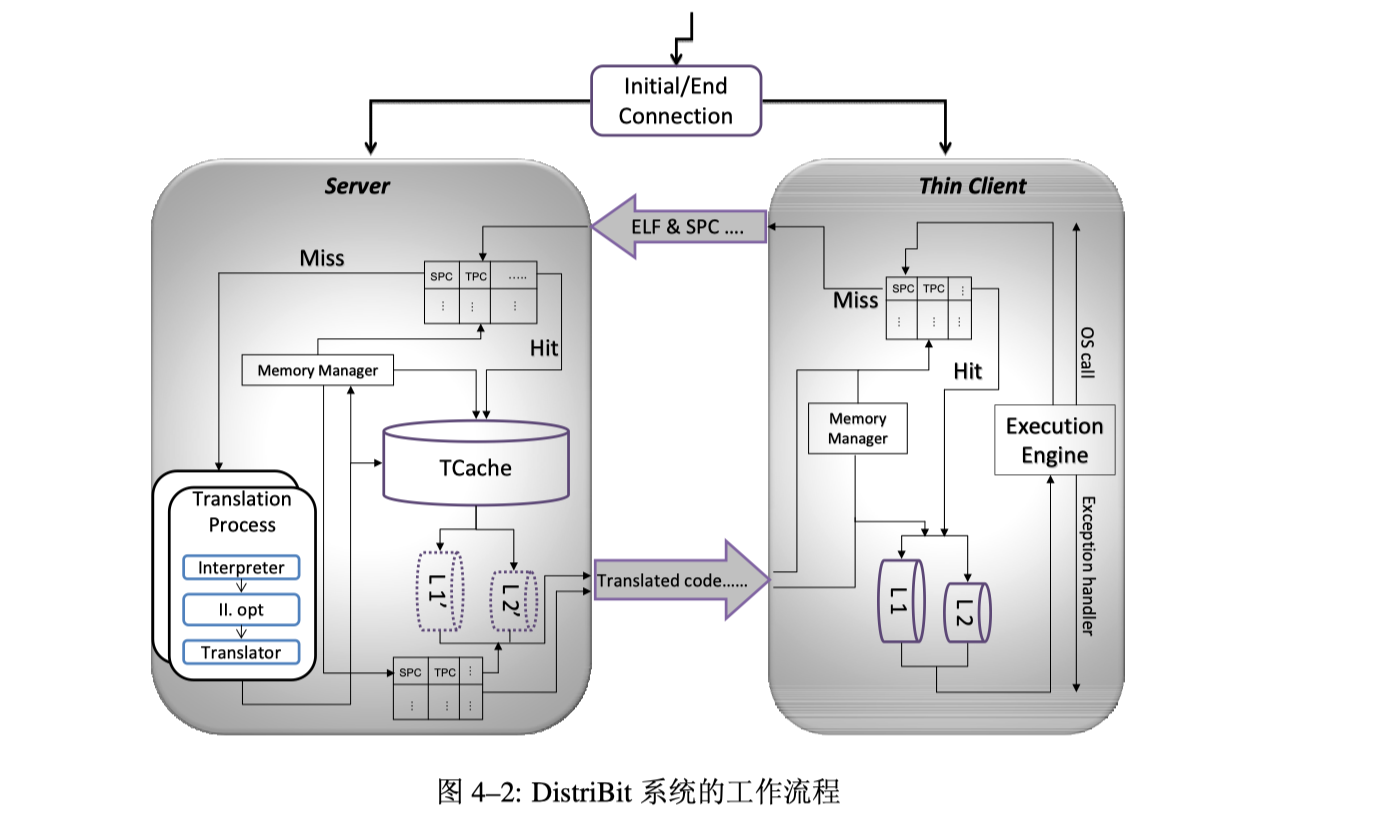 Initial/End
Connection
Server
Thin Client
ELF & SPC ....
Miss
SPC TPC .....
⋮ ⋮ ⋮
Hit
Memory Manager
TCache
Translation
Process
Interpreter
II. opt
Translator
L1’
L2’
SPC TPC ⋮
⋮ ⋮ ⋮
Translated code......
Miss
SPC TPC ⋮
⋮ ⋮ ⋮
Hit
Memory
Manager
OS call
Execution
Engine
Exception handler
L1
L2
图 4–2: DistriBit 系统的工作流程